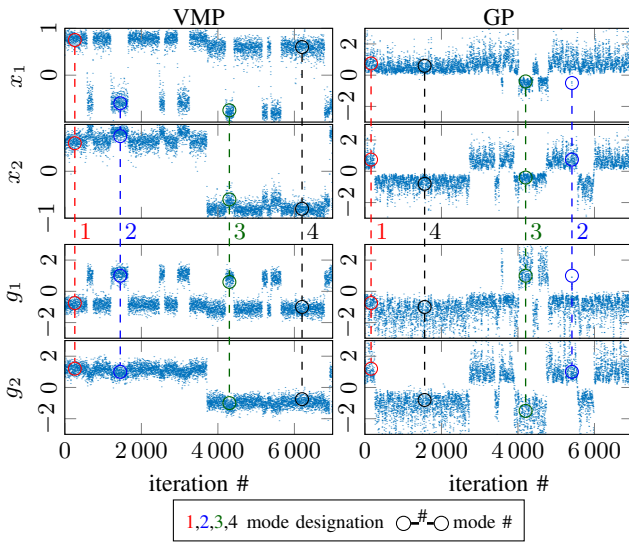 VMP GP
x₁ 1 0 2 0 −2
x₂ 0 −1 2 0 −2
1 2 3 4 1 4 3 2
g₁ 2 0 −2 2 0 −2
g₂ 2 0 −2 2 0 −2
0 2 000 4 000 6 000 0 2 000 4 000 6 000
iteration # iteration #
1,2,3,4 mode designation # mode #